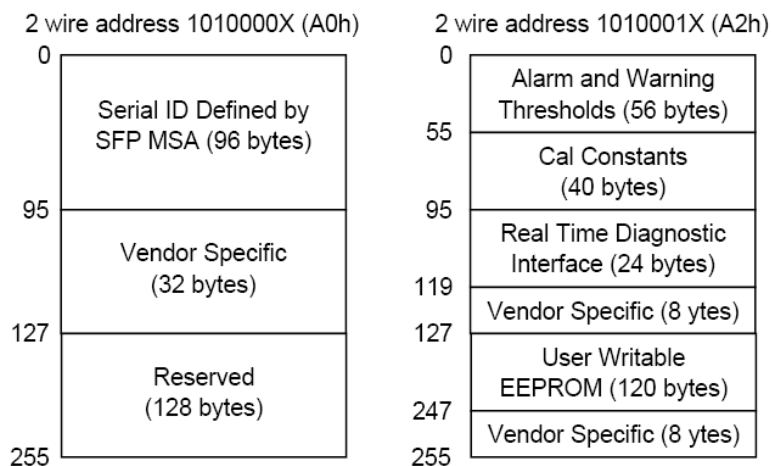 2 wire address 1010000X (A0h)
0
Serial ID Defined by
SFP MSA (96 bytes)
95
Vendor Specific
(32 bytes)
127
Reserved
(128 bytes)
255
2 wire address 1010001X (A2h)
0
Alarm and Warning
Thresholds (56 bytes)
55
Cal Constants
(40 bytes)
95
Real Time Diagnostic
Interface (24 bytes)
119
Vendor Specific (8 ytes)
127
User Writable
EEPROM (120 bytes)
247
Vendor Specific (8 ytes)
255